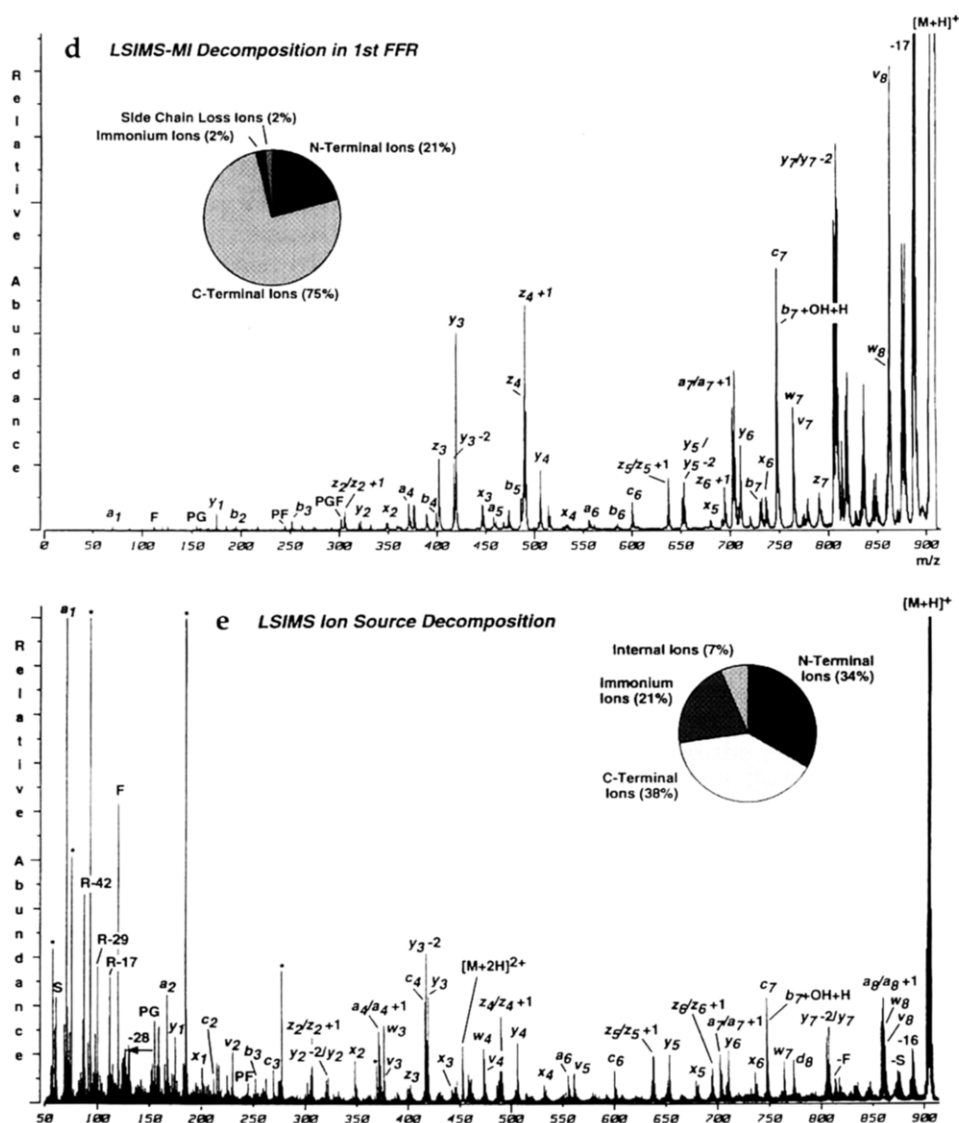 d LSIMS-MI Decomposition in 1st FFR
[M+H]+
-17
v8
Relative Abundance
Side Chain Loss Ions (2%)
Immonium Ions (2%)
N-Terminal Ions (21%)
C-Terminal Ions (75%)
y7/y7 -2
c7
b7 +OH+H
z4 +1
y3
z4
w8
a7/a7 +1
w7
v7
y3 -2
z3
y4
y6
y5/
y5 -2
z5/z5 +1
x6
z2/z2 +1
PGF
a4
b4
x3
b5
a5
z6 +1
b7
z7
a1
F
PG
y1
b2
PF
b3
y2
x2
x4
a6
b6
c6
x5
0 50 100 150 200 250 300 350 400 450 500 550 600 650 700 750 800 850 900
m/z
e LSIMS Ion Source Decomposition
[M+H]+
a1
Relative Abundance
Internal Ions (7%)
N-Terminal Ions (34%)
Immonium Ions (21%)
C-Terminal Ions (38%)
F
R-42
R-29
R-17
S
-28
PG
a2
y1
x1
c2
v2
PF
b3
c3
z2/z2 +1
y2 -2/y2
x2
a4/a4 +1
w3
v3
z3
c4
y3 -2
y3
[M+2H]2+
x3
w4
z4/z4 +1
v4
y4
x4
a6
v5
c6
z5/z5 +1
y5
z6/z6 +1
x5
a7/a7 +1
y6
x6
c7
b7 +OH+H
w7
d8
y7 -2/y7
-F
a8/a8 +1
w8
v8
-16
-S
50 100 150 200 250 300 350 400 450 500 550 600 650 700 750 800 850 900
m/z